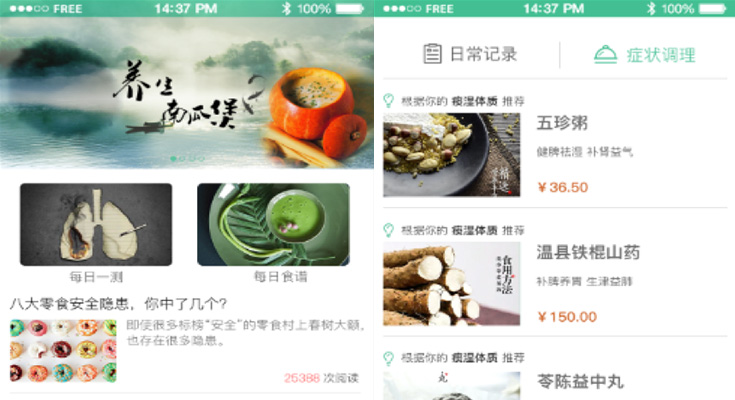 FREE 14:37 PM 100%
养生
南瓜煲
每日一测
每日食谱
八大零食安全隐患，你中了几个？
即使很多标榜“安全”的零食村上春树大颖，
也存在很多隐患。
25388 次阅读
FREE 14:37 PM 100%
日常记录
症状调理
根据你的 痰湿体质 推荐
五珍粥
健脾祛湿 补肾益气
¥36.50
根据你的 痰湿体质 推荐
温县铁棍山药
补脾养胃 生津益肺
¥150.00
食用方法
根据你的 痰湿体质 推荐
丸
苓陈益中丸